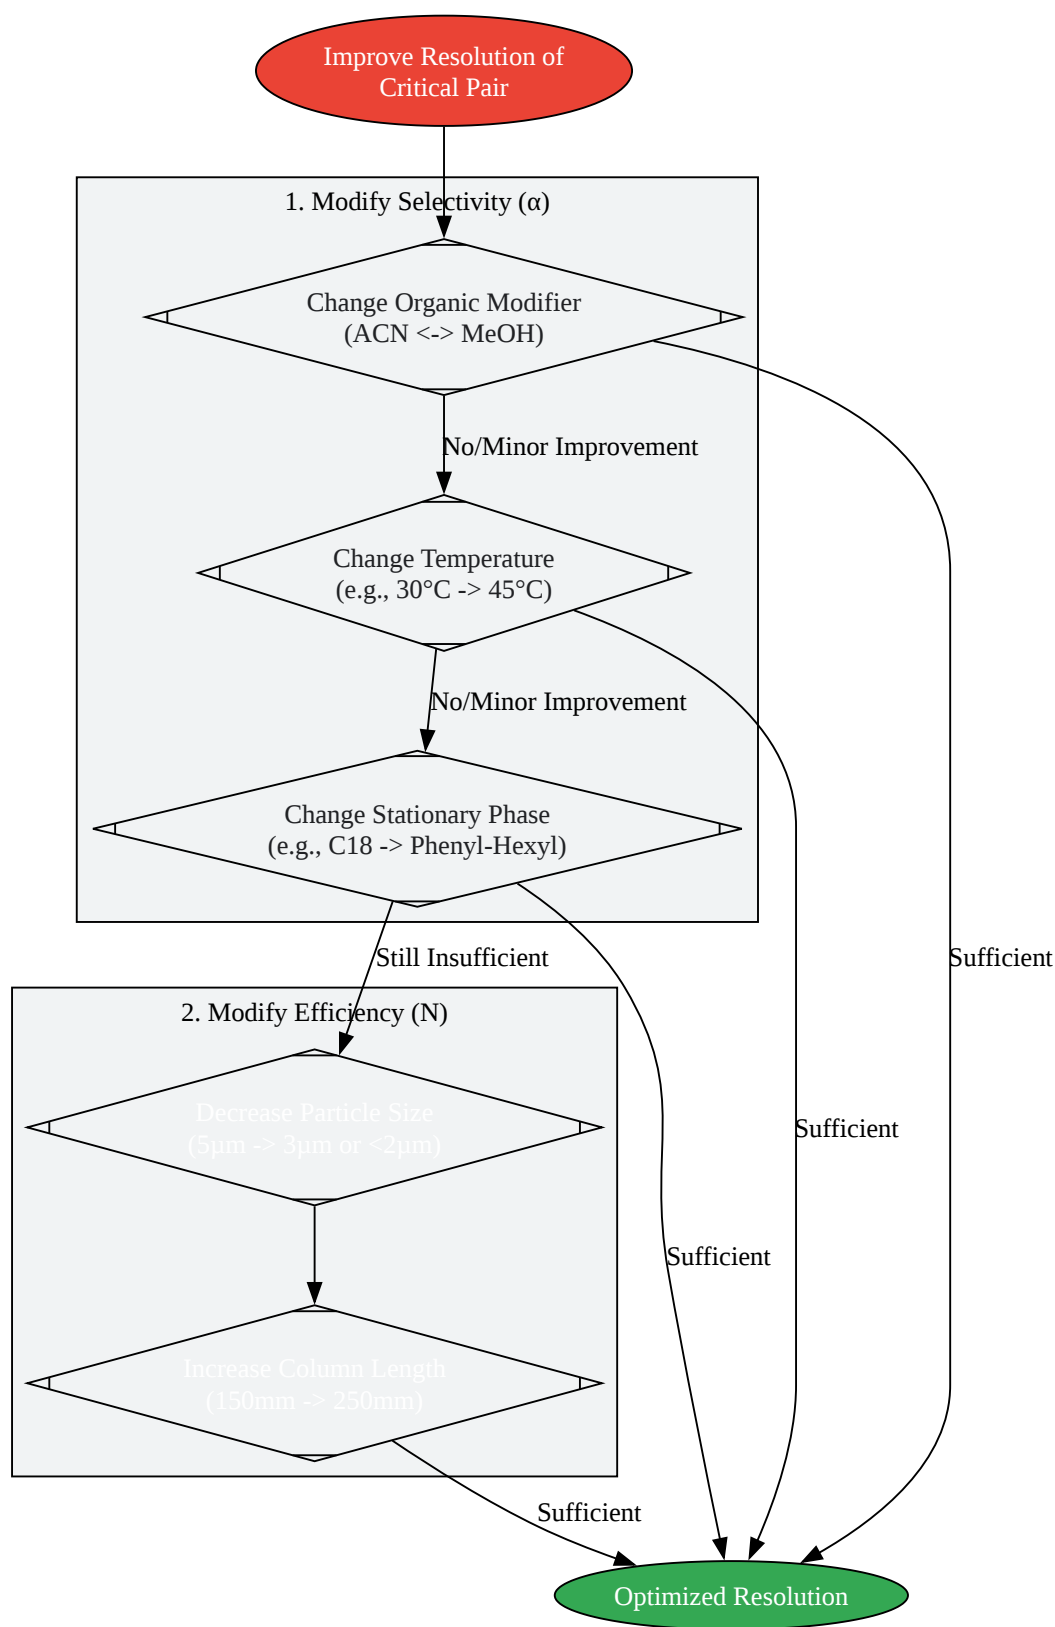 Improve Resolution of
Critical Pair
1. Modify Selectivity (α)
Change Organic Modifier
(ACN <-> MeOH)
No/Minor Improvement
Change Temperature
(e.g., 30°C -> 45°C)
No/Minor Improvement
Change Stationary Phase
(e.g., C18 -> Phenyl-Hexyl)
Still Insufficient
Sufficient
2. Modify Efficiency (N)
Decrease Particle Size
(5µm -> 3µm or <2µm)
Sufficient
Sufficient
Increase Column Length
(150mm -> 250mm)
Sufficient
Optimized Resolution